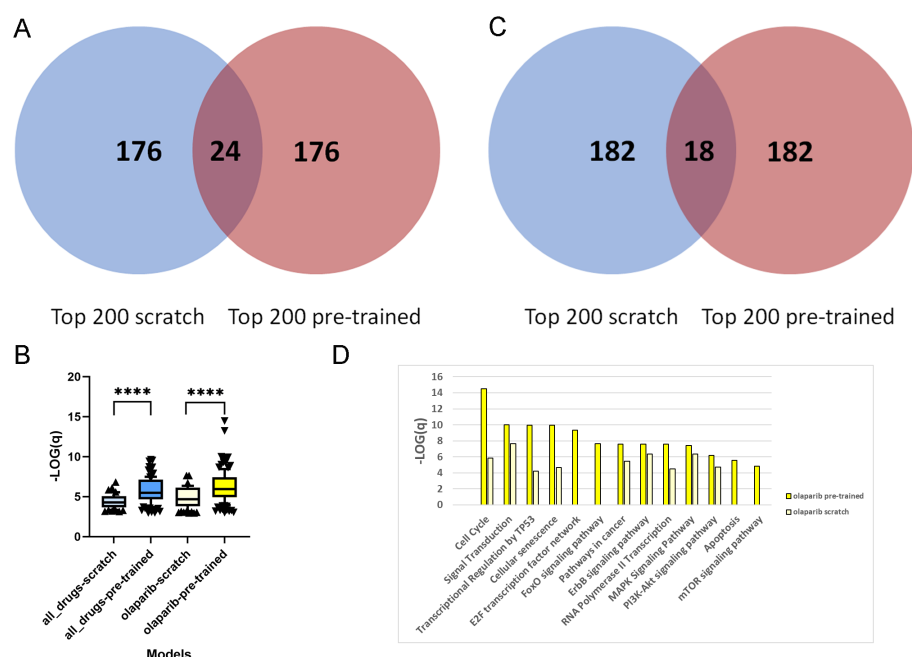 A
176
24
176
Top 200 scratch
Top 200 pre-trained
C
182
18
182
Top 200 scratch
Top 200 pre-trained
B
-LOG(q)
20
15
10
5
0
****
****
all_drugs-scratch
all_drugs-pre-trained
olaparib-scratch
olaparib-pre-trained
Models
D
-LOG(q)
16
14
12
10
8
6
4
2
0
Cell Cycle
Signal Transduction
Transcriptional Regulation by TP53
Cellular senescence
E2F transcription factor network
FoxO signaling pathway
Pathways in cancer
ErbB signaling pathway
RNA Polymerase II Transcription
MAPK Signaling Pathway
PI3K-Akt signaling pathway
Apoptosis
mTOR signaling pathway
olaparib pre-trained
olaparib scratch